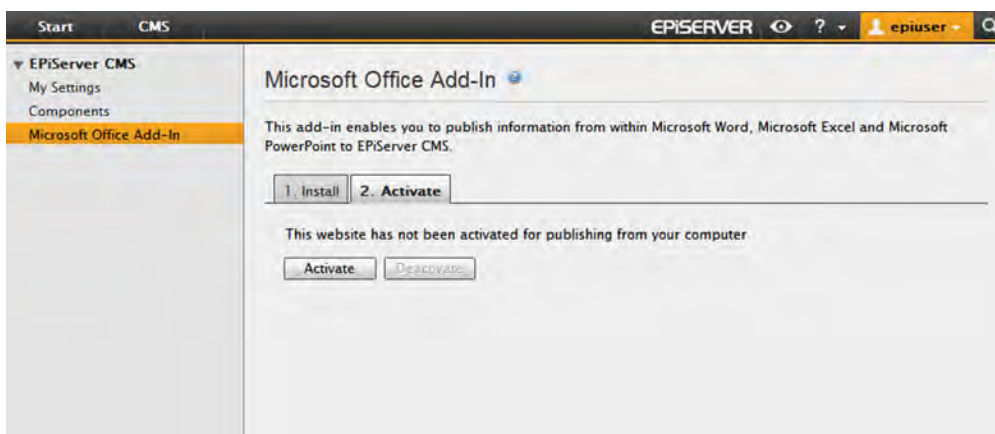 Start CMS EPiSERVER ? epiuser
EPiServer CMS
My Settings
Components
Microsoft Office Add-In
Microsoft Office Add-In ?
This add-in enables you to publish information from within Microsoft Word, Microsoft Excel and Microsoft
PowerPoint to EPiServer CMS.
1. Install 2. Activate
This website has not been activated for publishing from your computer
Activate Deactivate